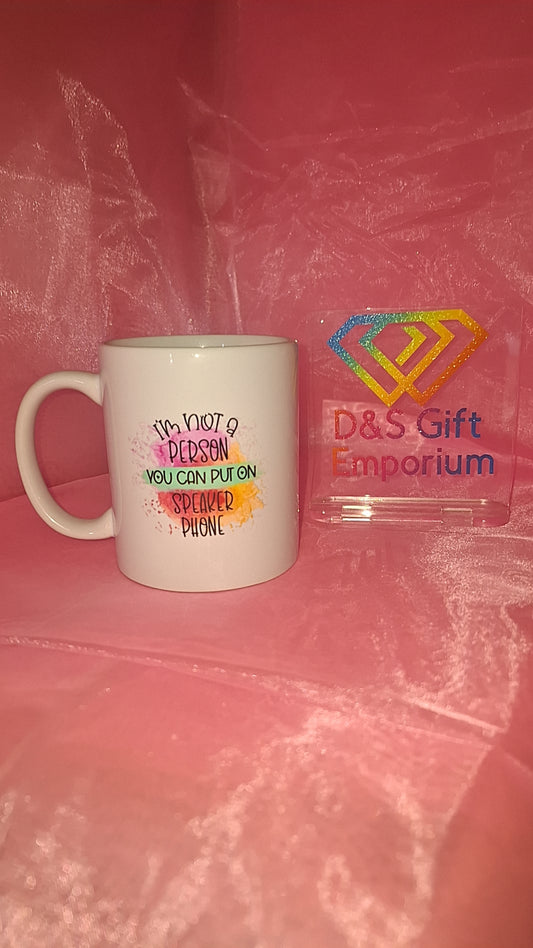 I'm not a
PERSON
YOU CAN PUT ON
SPEAKER
PHONE
D&S Gift
Emporium